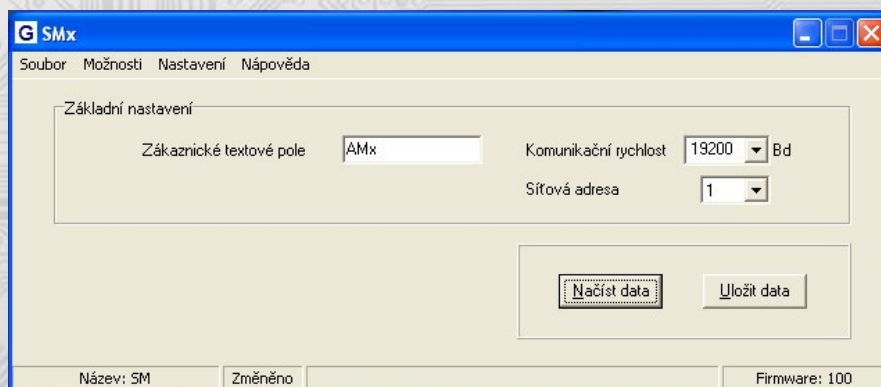 G SMx
Soubor Možnosti Nastavení Nápověda
Základní nastavení
Zákaznické textové pole AMx Komunikační rychlost 19200 Bd
Síťová adresa 1
Načíst data Uložit data
Název: SM Změněno Firmware: 100